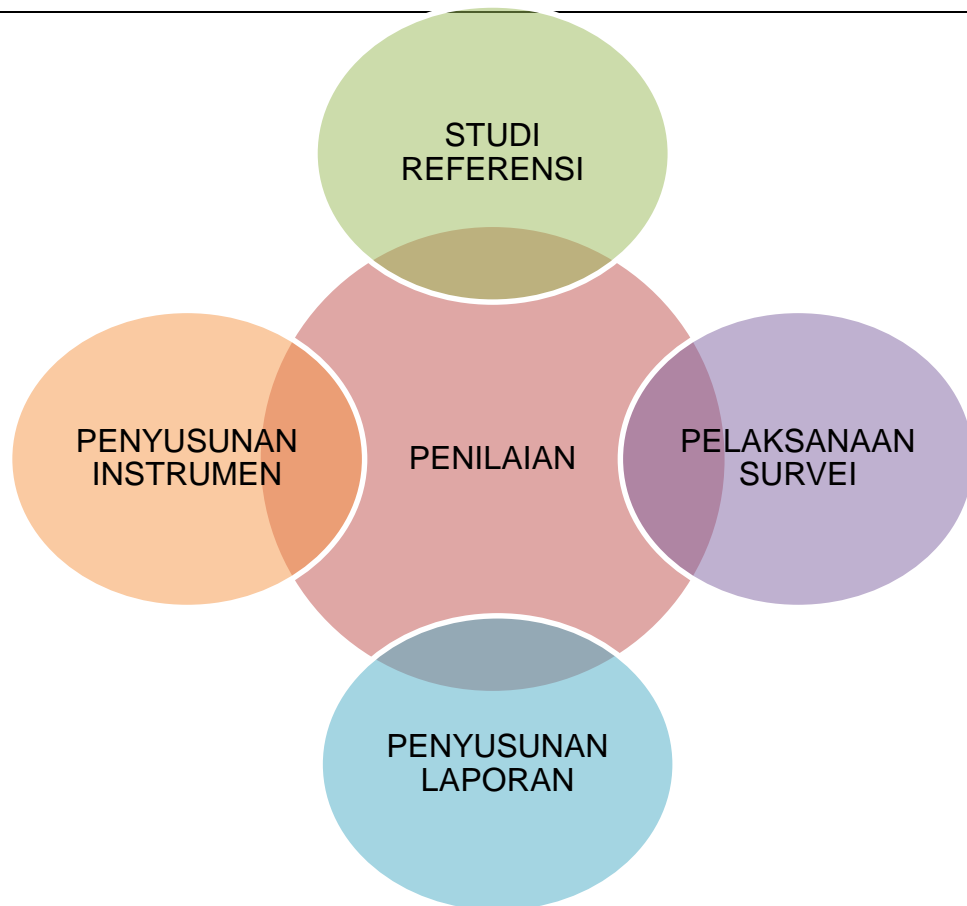 STUDI
REFERENSI
PENYUSUNAN
INSTRUMEN
PENILAIAN
PELAKSANAAN
SURVEI
PENYUSUNAN
LAPORAN